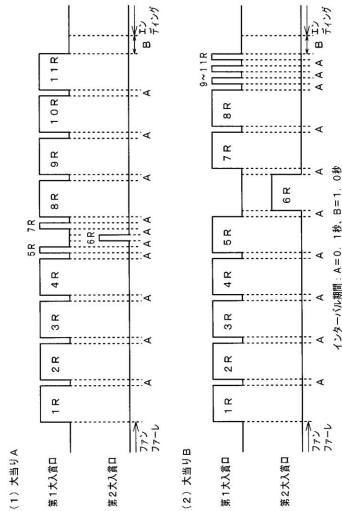 (1) 大当りA
第1大入賞口
1R 2R 3R 4R 5R 7R 8R 9R 10R 11R
第2大入賞口
6R
ファンファーレ
A A A A A A A A A A
B
エンディング
(2) 大当りB
第1大入賞口
1R 2R 3R 4R 5R 7R 8R 9~11R
第2大入賞口
6R
ファンファーレ
A A A A A A A A A A
B
エンディング
インターバル期間:A=0.1秒、B=1.0秒